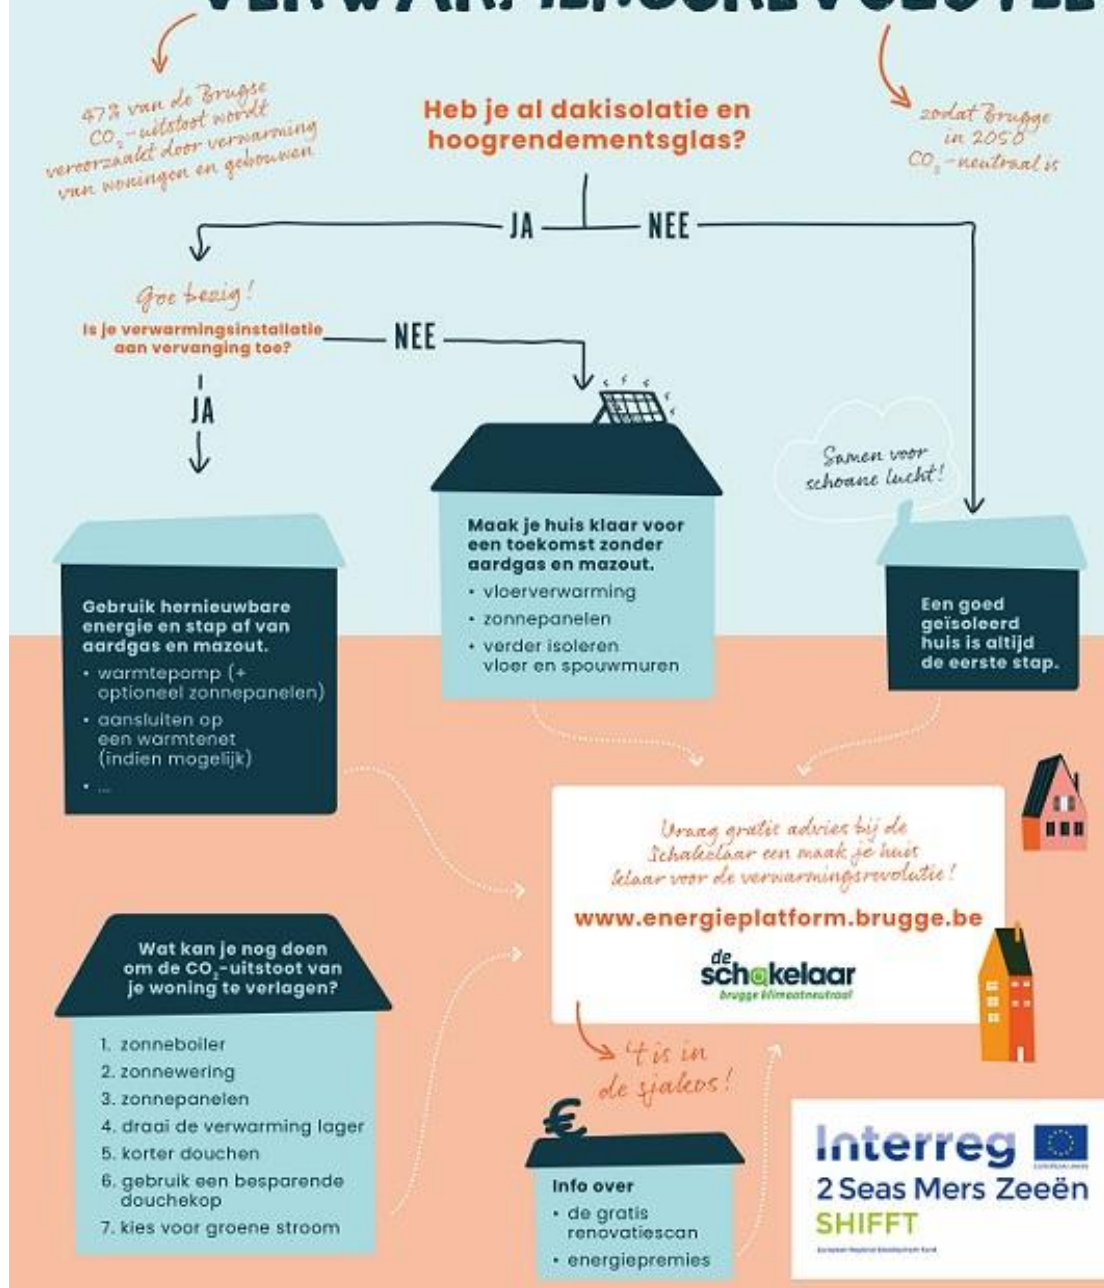 VERWARMINGSREVOLUTIE
47% van de Brugse
CO₂-uitstoot wordt
veroorzaakt door verwarming
van woningen en gebouwen
Heb je al dakisolatie en
hoogrendementsglas?
zodat Brugge
in 2050
CO₂-neutraal is
JA
NEE
Goe bezig!
Is je verwarmingsinstallatie
aan vervanging toe?
NEE
JA
Samen voor
schoane lucht!
Maak je huis klaar voor
een toekomst zonder
aardgas en mazout.
• vloerverwarming
• zonnepanelen
• verder isoleren
vloer en spouwmuren
Gebruik hernieuwbare
energie en stap af van
aardgas en mazout.
• warmtepomp (+
optioneel zonnepanelen)
• aansluiten op
een warmtenet
(indien mogelijk)
• ...
Een goed
geïsoleerd
huis is altijd
de eerste stap.
Vraag gratis advies bij de
Schakelaar een maak je huis
klaar voor de verwarmingsrevolutie!
www.energieplatform.brugge.be
de
schakelaar
brugge klimaatneutraal
Wat kan je nog doen
om de CO₂-uitstoot van
je woning te verlagen?
1. zonneboiler
2. zonnewering
3. zonnepanelen
4. draai de verwarming lager
5. korter douchen
6. gebruik een besparende
douchekop
7. kies voor groene stroom
't is in
de sjakos!
€
Info over
• de gratis
renovatiescan
• energiepremies
Interreg
EUROPEAN UNION
2 Seas Mers Zeeën
SHIFFT
European Regional Development Fund